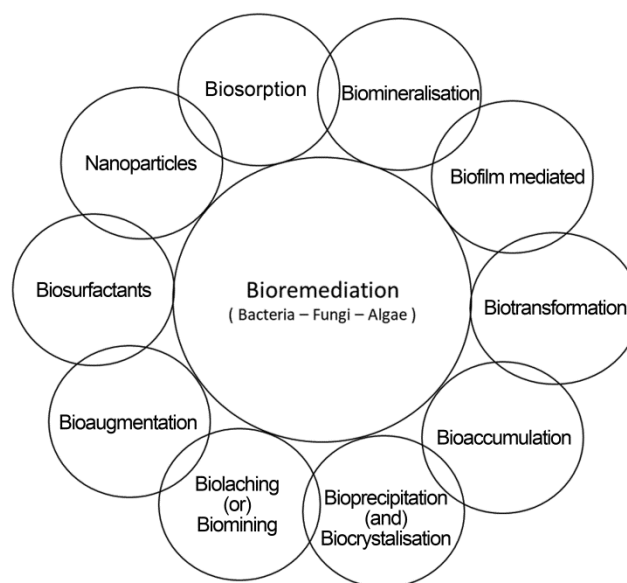 Biosorption
Biomineralisation
Nanoparticles
Biofilm mediated
Biosurfactants
Bioremediation
( Bacteria – Fungi – Algae )
Biotransformation
Bioaugmentation
Bioaccumulation
Biolaching
(or)
Biomining
Bioprecipitation
(and)
Biocrystalisation